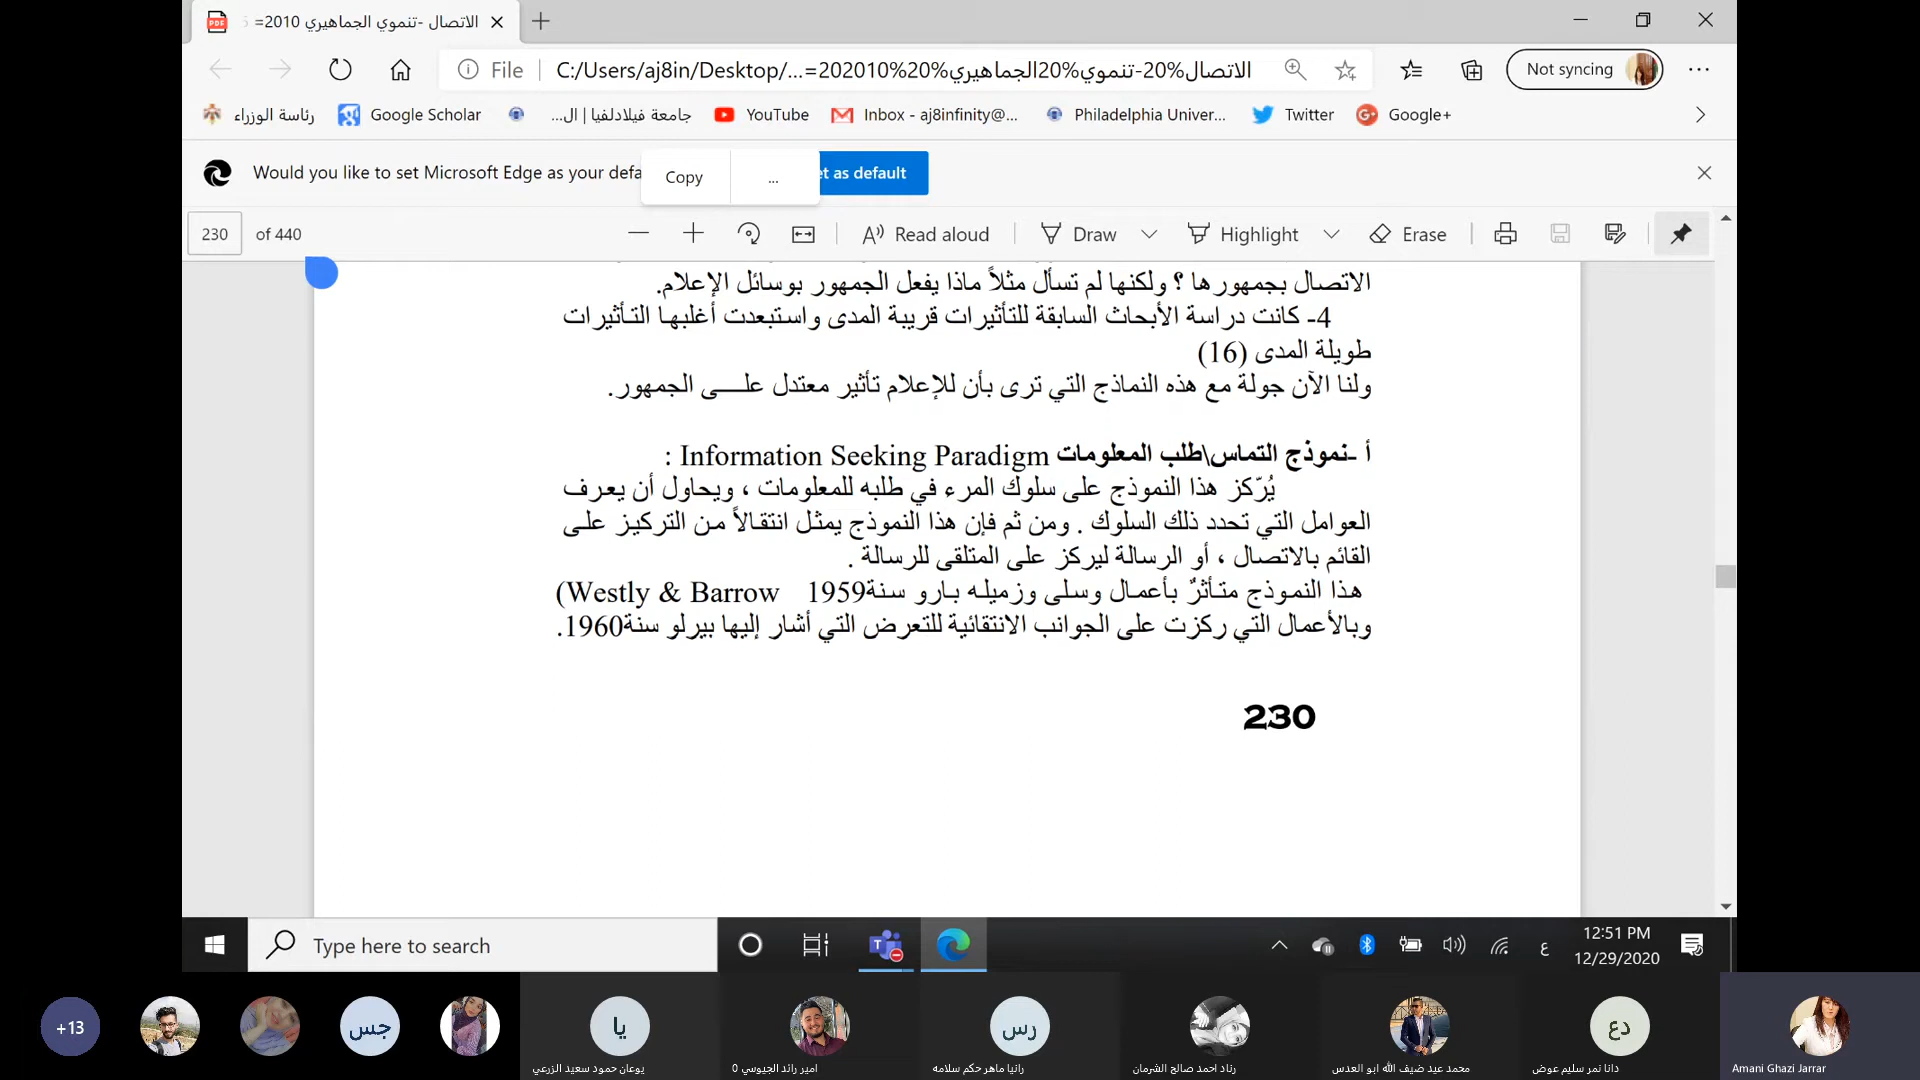 الاتصال -تنموي الجماهيري 2010=
File
C:/Users/aj8in/Desktop/...=202010%20%الاتصال%20-تنموي%20الجماهيري
Not syncing
رئاسة الوزراء
Google Scholar
جامعة فيلادلفيا | ال...
YouTube
Inbox - aj8infinity@...
Philadelphia Univer...
Twitter
Google+
Would you like to set Microsoft Edge as your defa
Copy
...
et as default
230 of 440
Read aloud
Draw
Highlight
Erase
الاتصال بجمهورها ؟ ولكنها لم تسأل مثلاً ماذا يفعل الجمهور بوسائل الإعلام.
4- كانت دراسة الأبحاث السابقة للتأثيرات قريبة المدى واستبعدت أغلبها التأثيرات
طويلة المدى (16)
ولنا الآن جولة مع هذه النماذج التي ترى بأن للإعلام تأثير معتدل علـــى الجمهور.
أ -نموذج التماس\طلب المعلومات Information Seeking Paradigm :
يُرّكز هذا النموذج على سلوك المرء في طلبه للمعلومات ، ويحاول أن يعرف
العوامل التي تحدد ذلك السلوك . ومن ثم فإن هذا النموذج يمثل انتقالاً من التركيز على
القائم بالاتصال ، أو الرسالة ليركز على المتلقى للرسالة .
هذا النموذج متأثرٌ بأعمال وسلى وزميله بارو سنة1959 Westly & Barrow)
وبالأعمال التي ركزت على الجوانب الانتقائية للتعرض التي أشار إليها بيرلو سنة1960.
230
Type here to search
ع
12:51 PM
12/29/2020
+13
جس
يا
يوعان حمود سعيد الزرعي
امير رائد الجيوسي 0
رس
رانيا ماهر حكم سلامه
رناد احمد صالح الشرمان
محمد عيد ضيف الله ابو العدس
دع
دانا نمر سليم عوض
Amani Ghazi Jarrar